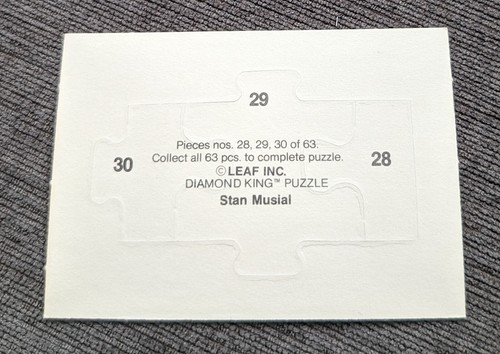 29
Pieces nos. 28, 29, 30 of 63.
Collect all 63 pcs. to complete puzzle.
30
28
©LEAF INC.
DIAMOND KING™ PUZZLE
Stan Musial